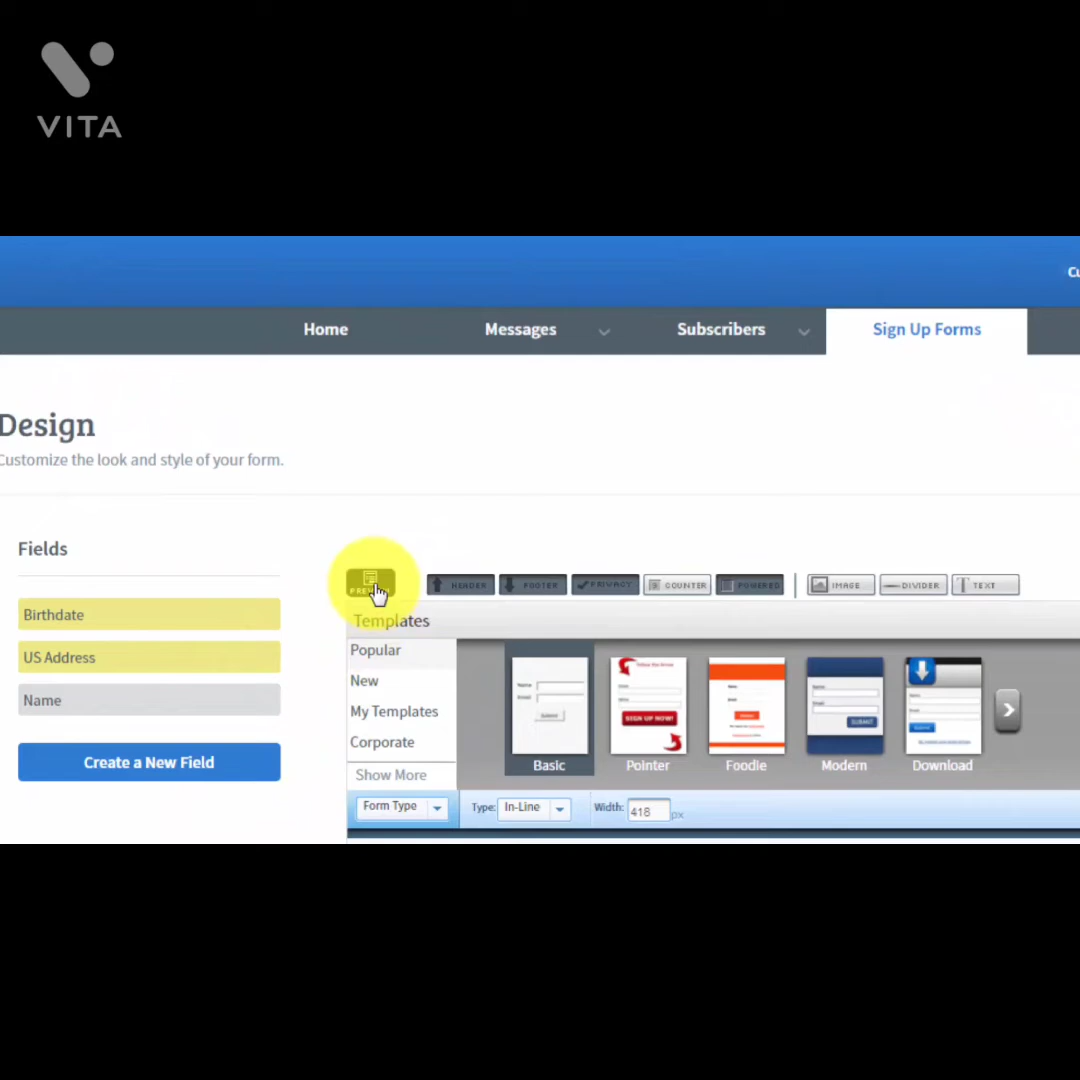 VITA
Home Messages Subscribers Sign Up Forms
Design
Customize the look and style of your form.
Fields
HEADER FOOTER PRIVACY COUNTER POWERED IMAGE DIVIDER TEXT
Birthdate
US Address
Name
Create a New Field
Templates
Popular
New
My Templates
Corporate
Show More
SIGN UP NOW!
Basic Pointer Foodie Modern Download
Form Type Type: In-Line Width: 418 px